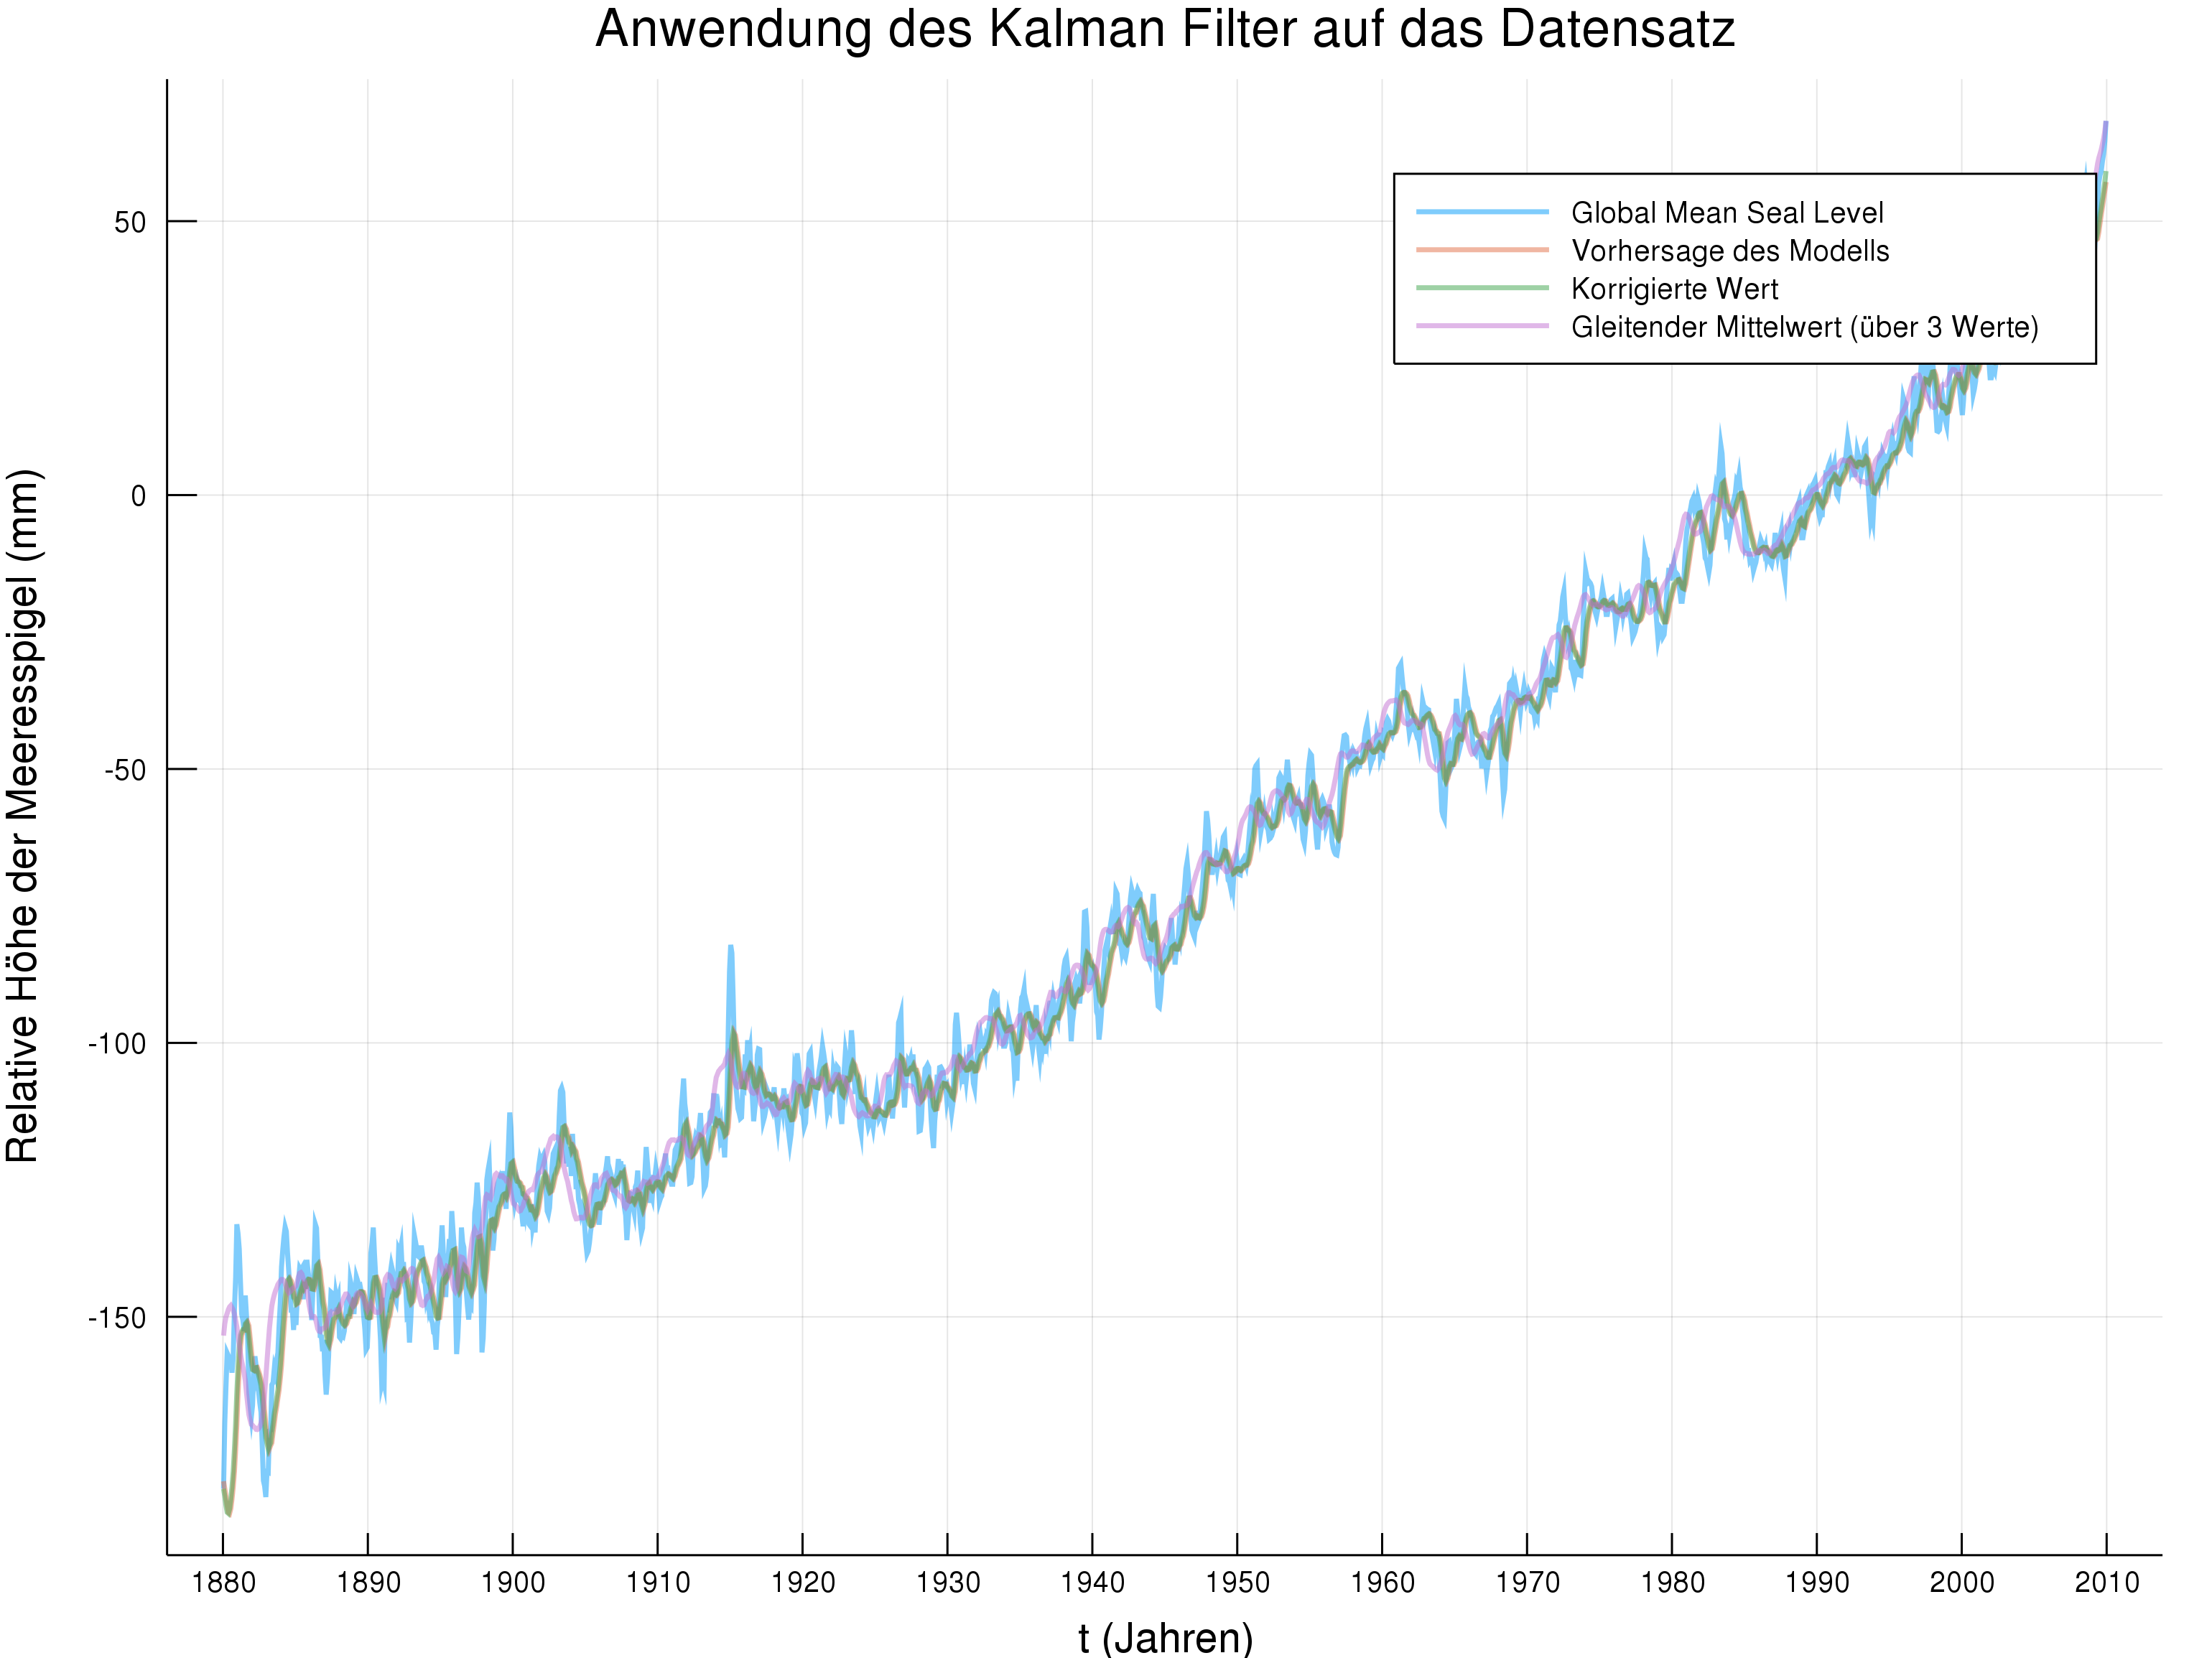 Anwendung des Kalman Filter auf das Datensatz
Global Mean Seal Level
Vorhersage des Modells
Korrigierte Wert
Gleitender Mittelwert (über 3 Werte)
Relative Höhe der Meeresspigel (mm)
50
0
-50
-100
-150
1880 1890 1900 1910 1920 1930 1940 1950 1960 1970 1980 1990 2000 2010
t (Jahren)